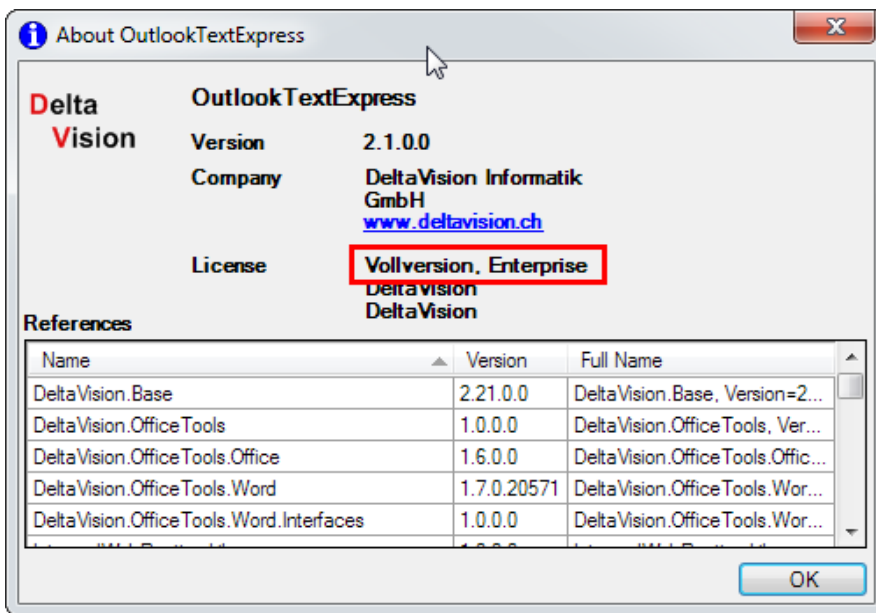 About OutlookTextExpress
Delta
Vision
OutlookTextExpress
Version 2.1.0.0
Company DeltaVision Informatik
GmbH
www.deltavision.ch
License Vollversion, Enterprise
DeltaVision
DeltaVision
References
Name Version Full Name
DeltaVision.Base 2.21.0.0 DeltaVision.Base, Version=2...
DeltaVision.OfficeTools 1.0.0.0 DeltaVision.OfficeTools, Ver...
DeltaVision.OfficeTools.Office 1.6.0.0 DeltaVision.OfficeTools.Offic...
DeltaVision.OfficeTools.Word 1.7.0.20571 DeltaVision.OfficeTools.Wor...
DeltaVision.OfficeTools.Word.Interfaces 1.0.0.0 DeltaVision.OfficeTools.Wor...
OK